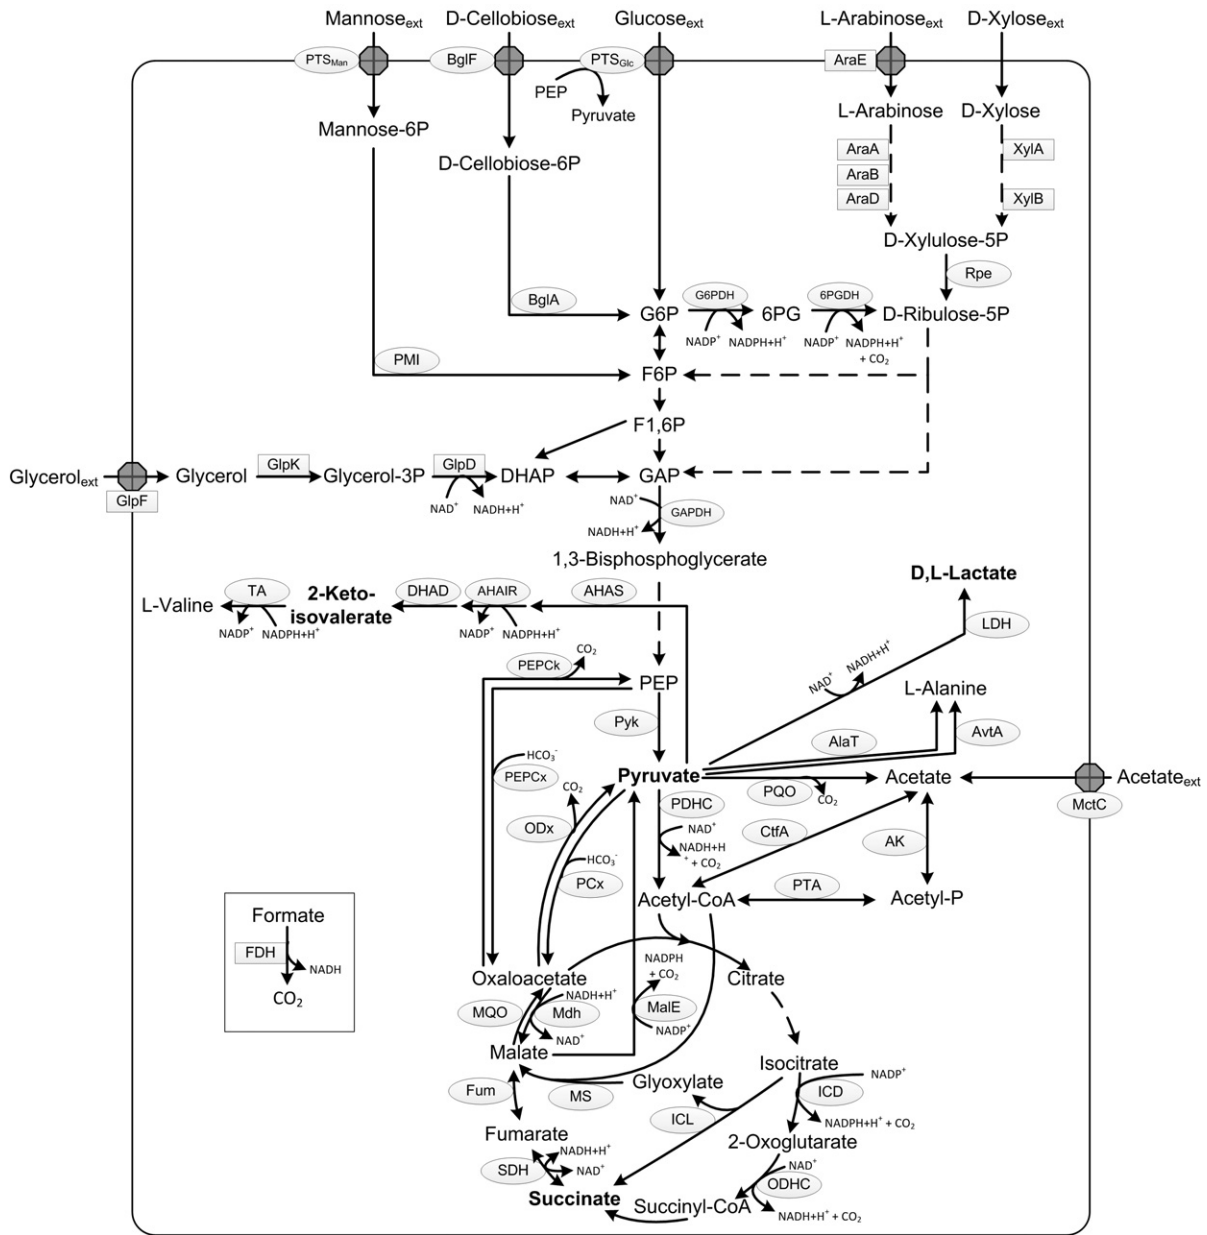 Mannose_ext D-Cellobiose_ext Glucose_ext L-Arabinose_ext D-Xylose_ext
PTS_Man BglF PTS_Glc AraE
PEP
Pyruvate
L-Arabinose D-Xylose
Mannose-6P
D-Cellobiose-6P
AraA XylA
AraB
AraD XylB
D-Xylulose-5P
Rpe
BglA G6PDH 6PGDH
G6P 6PG D-Ribulose-5P
NADP⁺ NADPH+H⁺ NADP⁺ NADPH+H⁺
+ CO₂
PMI
F6P
F1,6P
GlpK GlpD
Glycerol_ext Glycerol Glycerol-3P DHAP GAP
GlpF
NAD⁺ NADH+H⁺
NAD⁺
GAPDH
NADH+H⁺
1,3-Bisphosphoglycerate
D,L-Lactate
TA 2-Keto- DHAD AHAIR AHAS
L-Valine isovalerate
NADP⁺ NADPH+H⁺ NADP⁺ NADPH+H⁺
LDH
CO₂
PEPCk
PEP
NAD⁺ NADH+H⁺
L-Alanine
Pyk
AlaT AvtA
HCO₃⁻
PEPCx
Pyruvate
PQO
CO₂
Acetate Acetate_ext
MctC
CO₂
ODx
PDHC
NAD⁺
NADH+H
⁺ + CO₂
CtfA
AK
HCO₃⁻
PCx
Acetyl-CoA PTA Acetyl-P
Formate
FDH
NADH
CO₂
Oxaloacetate
NADPH
+ CO₂
Citrate
MQO Mdh
NADH+H⁺
NAD⁺
MalE
NADP⁺
Malate
Isocitrate
Fum MS Glyoxylate
NADP⁺
ICD
NADPH+H⁺ + CO₂
ICL
Fumarate
2-Oxoglutarate
SDH
NADH+H⁺
NAD⁺
NAD⁺
ODHC
NADH+H⁺ + CO₂
Succinate Succinyl-CoA